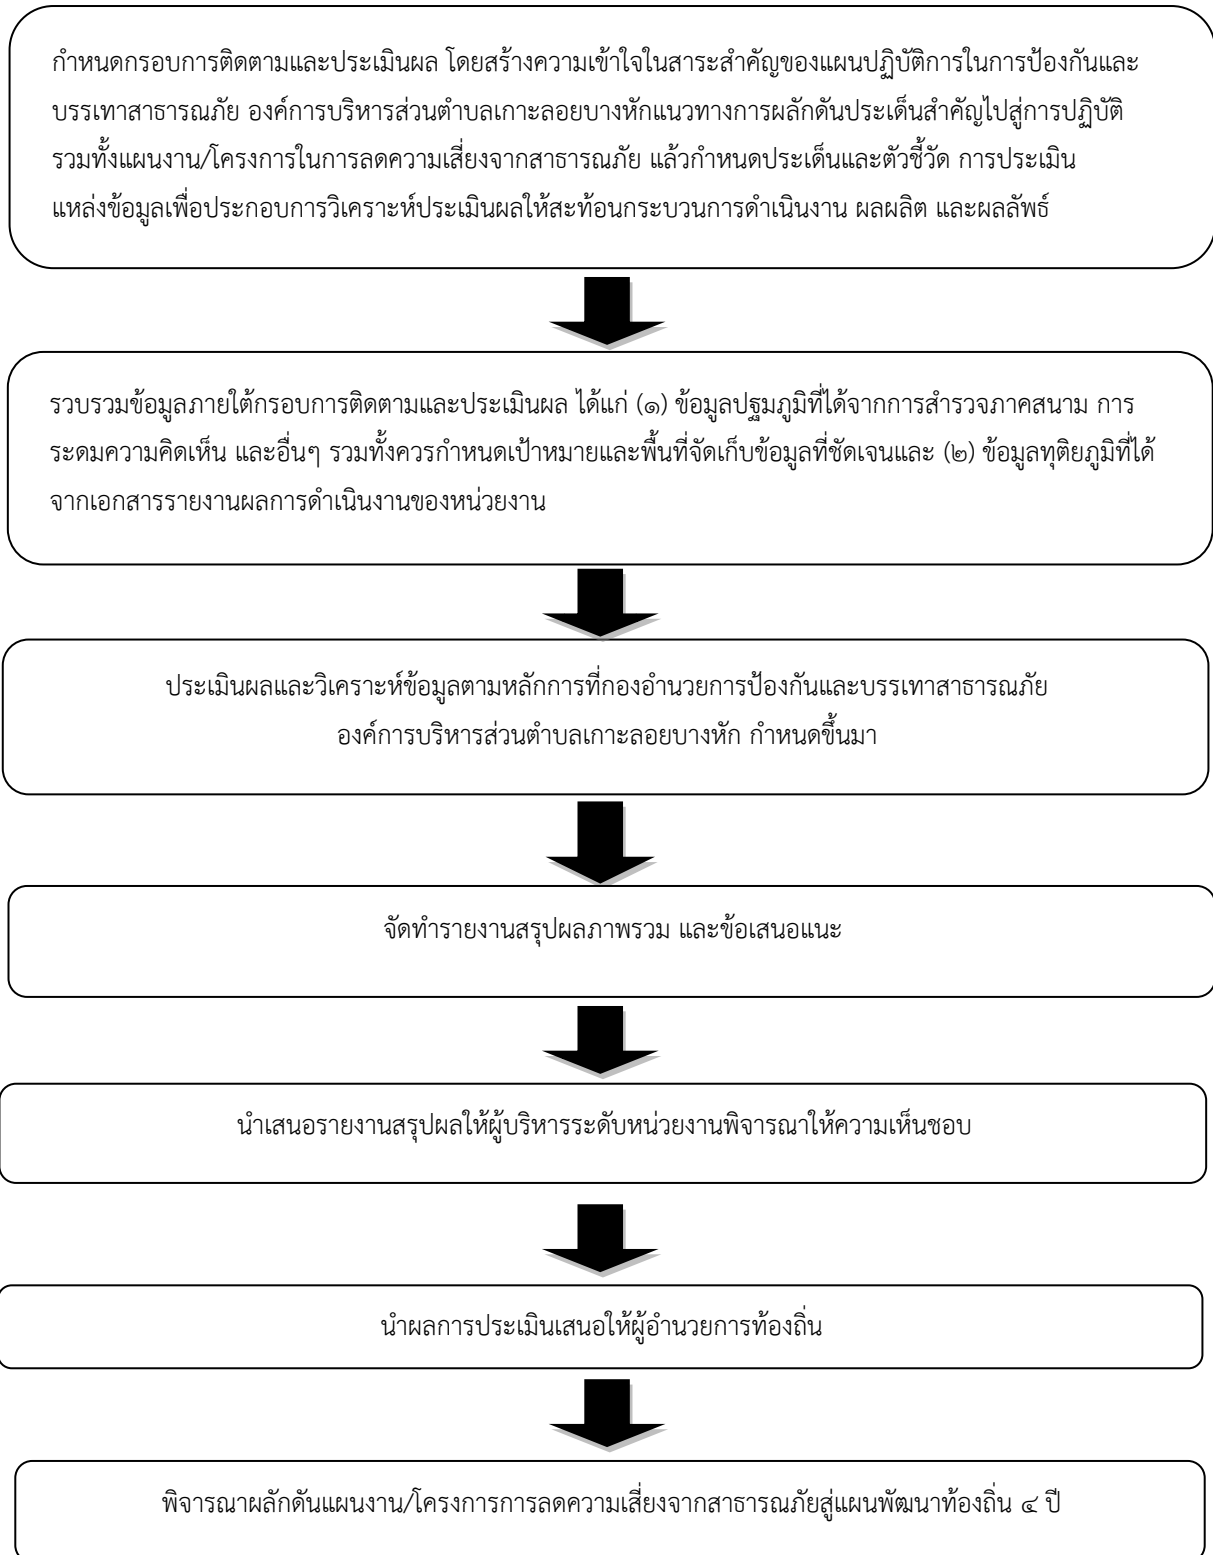 กำหนดกรอบการติดตามและประเมินผล โดยสร้างความเข้าใจในสาระสำคัญของแผนปฏิบัติการในการป้องกันและ
บรรเทาสาธารณภัย องค์การบริหารส่วนตำบลเกาะลอยบางหักแนวทางการผลักดันประเด็นสำคัญไปสู่การปฏิบัติ
รวมทั้งแผนงาน/โครงการในการลดความเสี่ยงจากสาธารณภัย แล้วกำหนดประเด็นและตัวชี้วัด การประเมิน
แหล่งข้อมูลเพื่อประกอบการวิเคราะห์ประเมินผลให้สะท้อนกระบวนการดำเนินงาน ผลผลิต และผลลัพธ์
รวบรวมข้อมูลภายใต้กรอบการติดตามและประเมินผล ได้แก่ (๑) ข้อมูลปฐมภูมิที่ได้จากการสำรวจภาคสนาม การ
ระดมความคิดเห็น และอื่นๆ รวมทั้งควรกำหนดเป้าหมายและพื้นที่จัดเก็บข้อมูลที่ชัดเจนและ (๒) ข้อมูลทุติยภูมิที่ได้
จากเอกสารรายงานผลการดำเนินงานของหน่วยงาน
ประเมินผลและวิเคราะห์ข้อมูลตามหลักการที่กองอำนวยการป้องกันและบรรเทาสาธารณภัย
องค์การบริหารส่วนตำบลเกาะลอยบางหัก กำหนดขึ้นมา
จัดทำรายงานสรุปผลภาพรวม และข้อเสนอแนะ
นำเสนอรายงานสรุปผลให้ผู้บริหารระดับหน่วยงานพิจารณาให้ความเห็นชอบ
นำผลการประเมินเสนอให้ผู้อำนวยการท้องถิ่น
พิจารณาผลักดันแผนงาน/โครงการการลดความเสี่ยงจากสาธารณภัยสู่แผนพัฒนาท้องถิ่น ๔ ปี